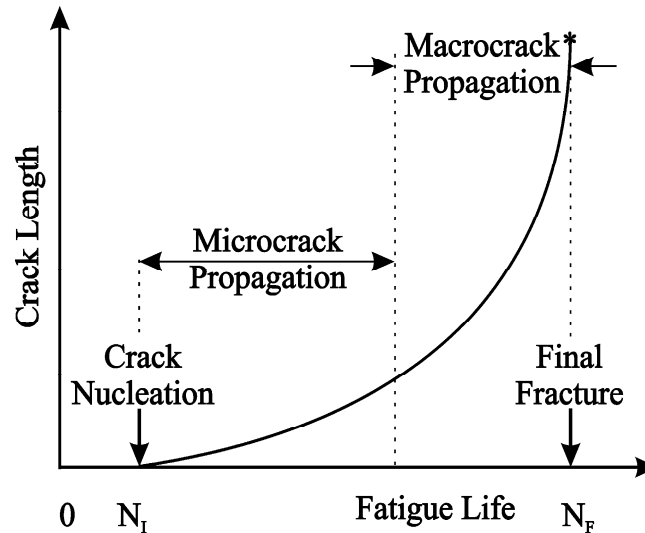 Macrocrack*
Propagation
Crack Length
Microcrack
Propagation
Crack
Nucleation
Final
Fracture
0
N_I
Fatigue Life
N_F